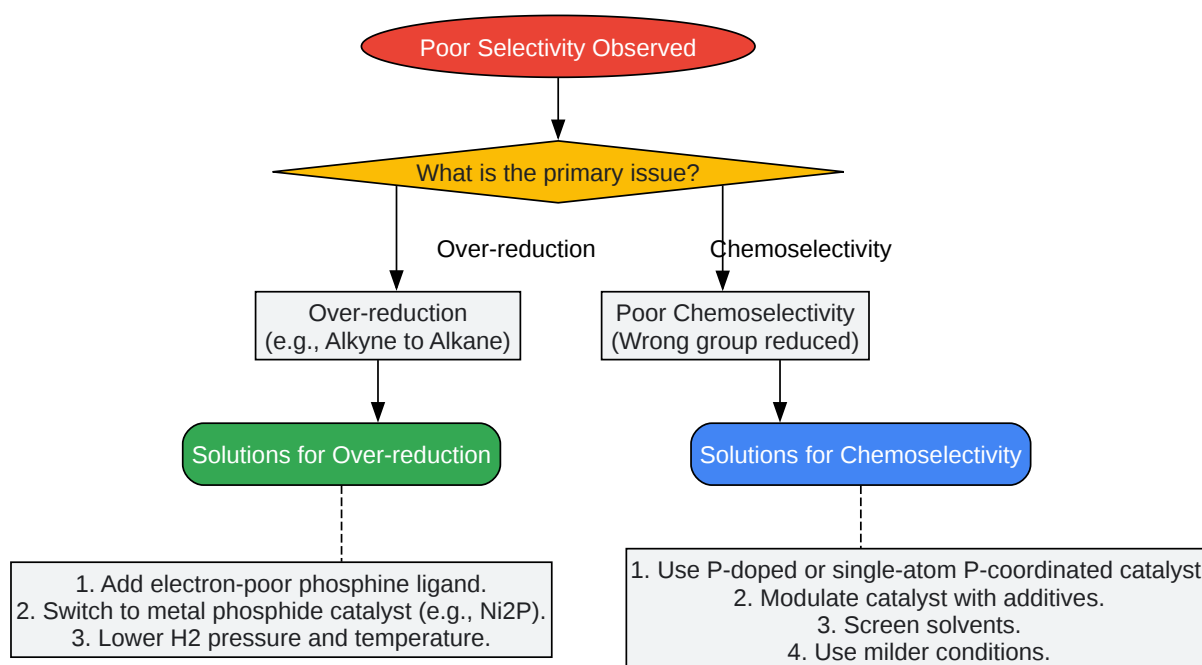 Poor Selectivity Observed
What is the primary issue?
Over-reduction
Chemoselectivity
Over-reduction
(e.g., Alkyne to Alkane)
Poor Chemoselectivity
(Wrong group reduced)
Solutions for Over-reduction
Solutions for Chemoselectivity
1. Add electron-poor phosphine ligand.
2. Switch to metal phosphide catalyst (e.g., Ni2P).
3. Lower H2 pressure and temperature.
1. Use P-doped or single-atom P-coordinated catalyst
2. Modulate catalyst with additives.
3. Screen solvents.
4. Use milder conditions.